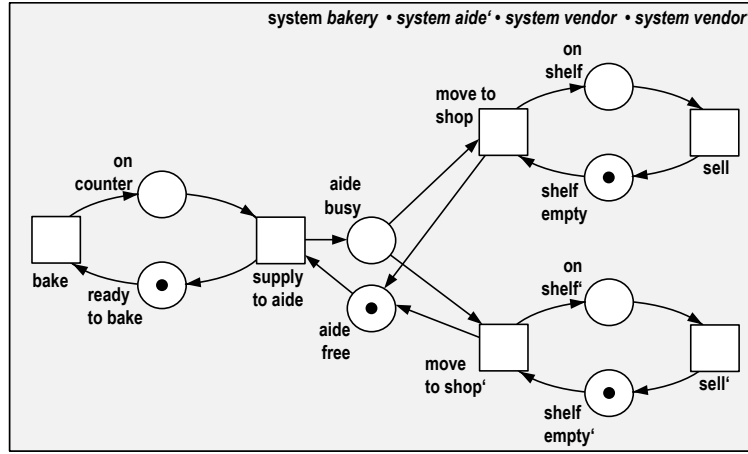 system bakery • system aide‘ • system vendor • system vendor
on
shelf
move to
shop
sell
shelf
empty
on
counter
aide
busy
bake
ready
to bake
supply
to aide
aide
free
on
shelf‘
move
to shop‘
sell‘
shelf
empty‘